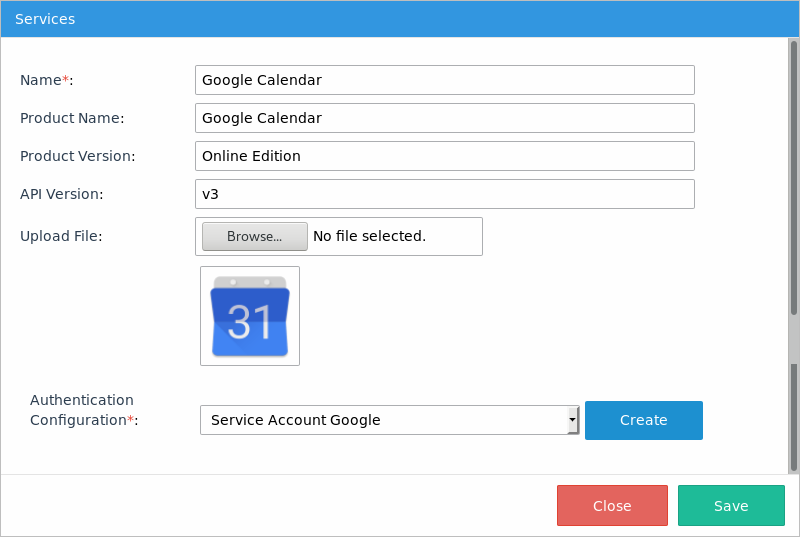 Services
Name*: Google Calendar
Product Name: Google Calendar
Product Version: Online Edition
API Version: v3
Upload File: Browse... No file selected.
31
Authentication
Configuration*: Service Account Google Create
Close Save